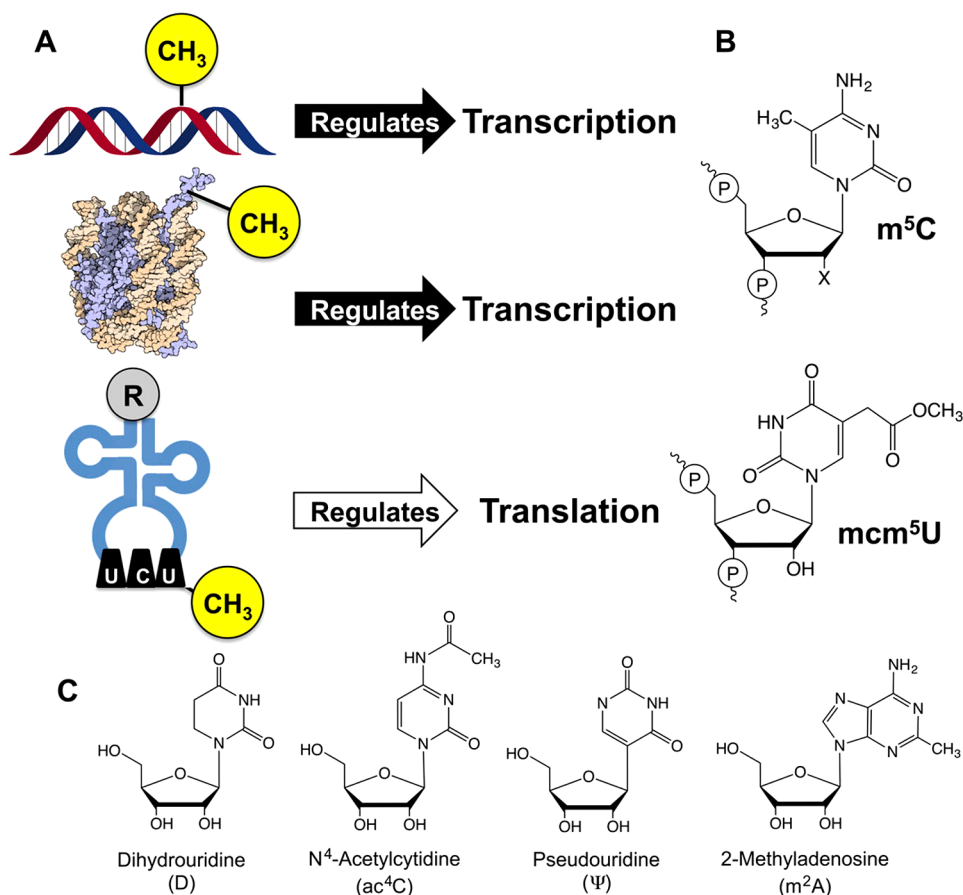 A
CH₃
Regulates Transcription
CH₃
Regulates Transcription
R
Regulates Translation
U C U
CH₃
B
NH₂
H₃C
N
N
O
P
O
m⁵C
P
X
O
HN
OCH₃
O
N
O
P
O
mcm⁵U
P
OH
C
O
NH
N
O
HO
O
OH OH
Dihydrouridine
(D)
O
HN
CH₃
N
N
O
HO
O
OH OH
N⁴-Acetylcytidine
(ac⁴C)
O
N
NH
O
HO
O
OH OH
Pseudouridine
(Ψ)
NH₂
N
N
N
N
CH₃
HO
O
OH OH
2-Methyladenosine
(m²A)